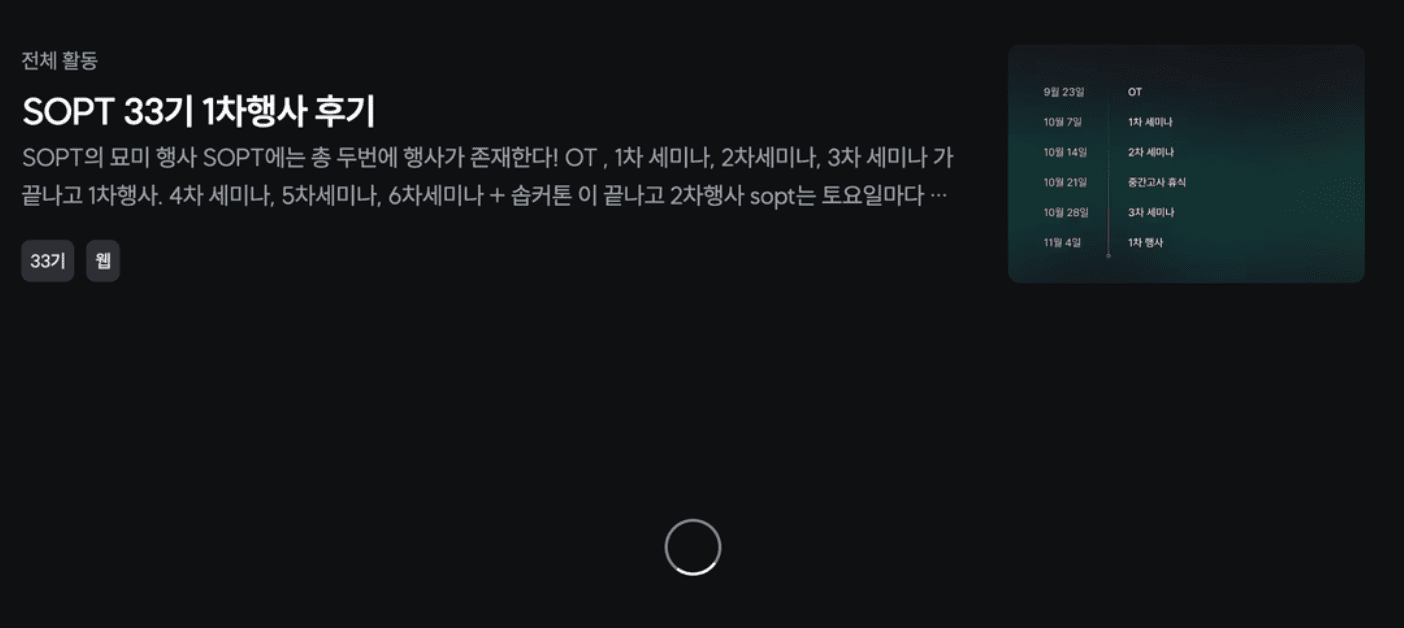 전체 활동
SOPT 33기 1차행사 후기
SOPT의 묘미 행사 SOPT에는 총 두번에 행사가 존재한다! OT , 1차 세미나, 2차세미나, 3차 세미나 가
끝나고 1차행사. 4차 세미나, 5차세미나, 6차세미나 + 솝커톤 이 끝나고 2차행사 sopt는 토요일마다 ⋯
33기 웹
9월 23일 OT
10월 7일 1차 세미나
10월 14일 2차 세미나
10월 21일 중간고사 휴식
10월 28일 3차 세미나
11월 4일 1차 행사